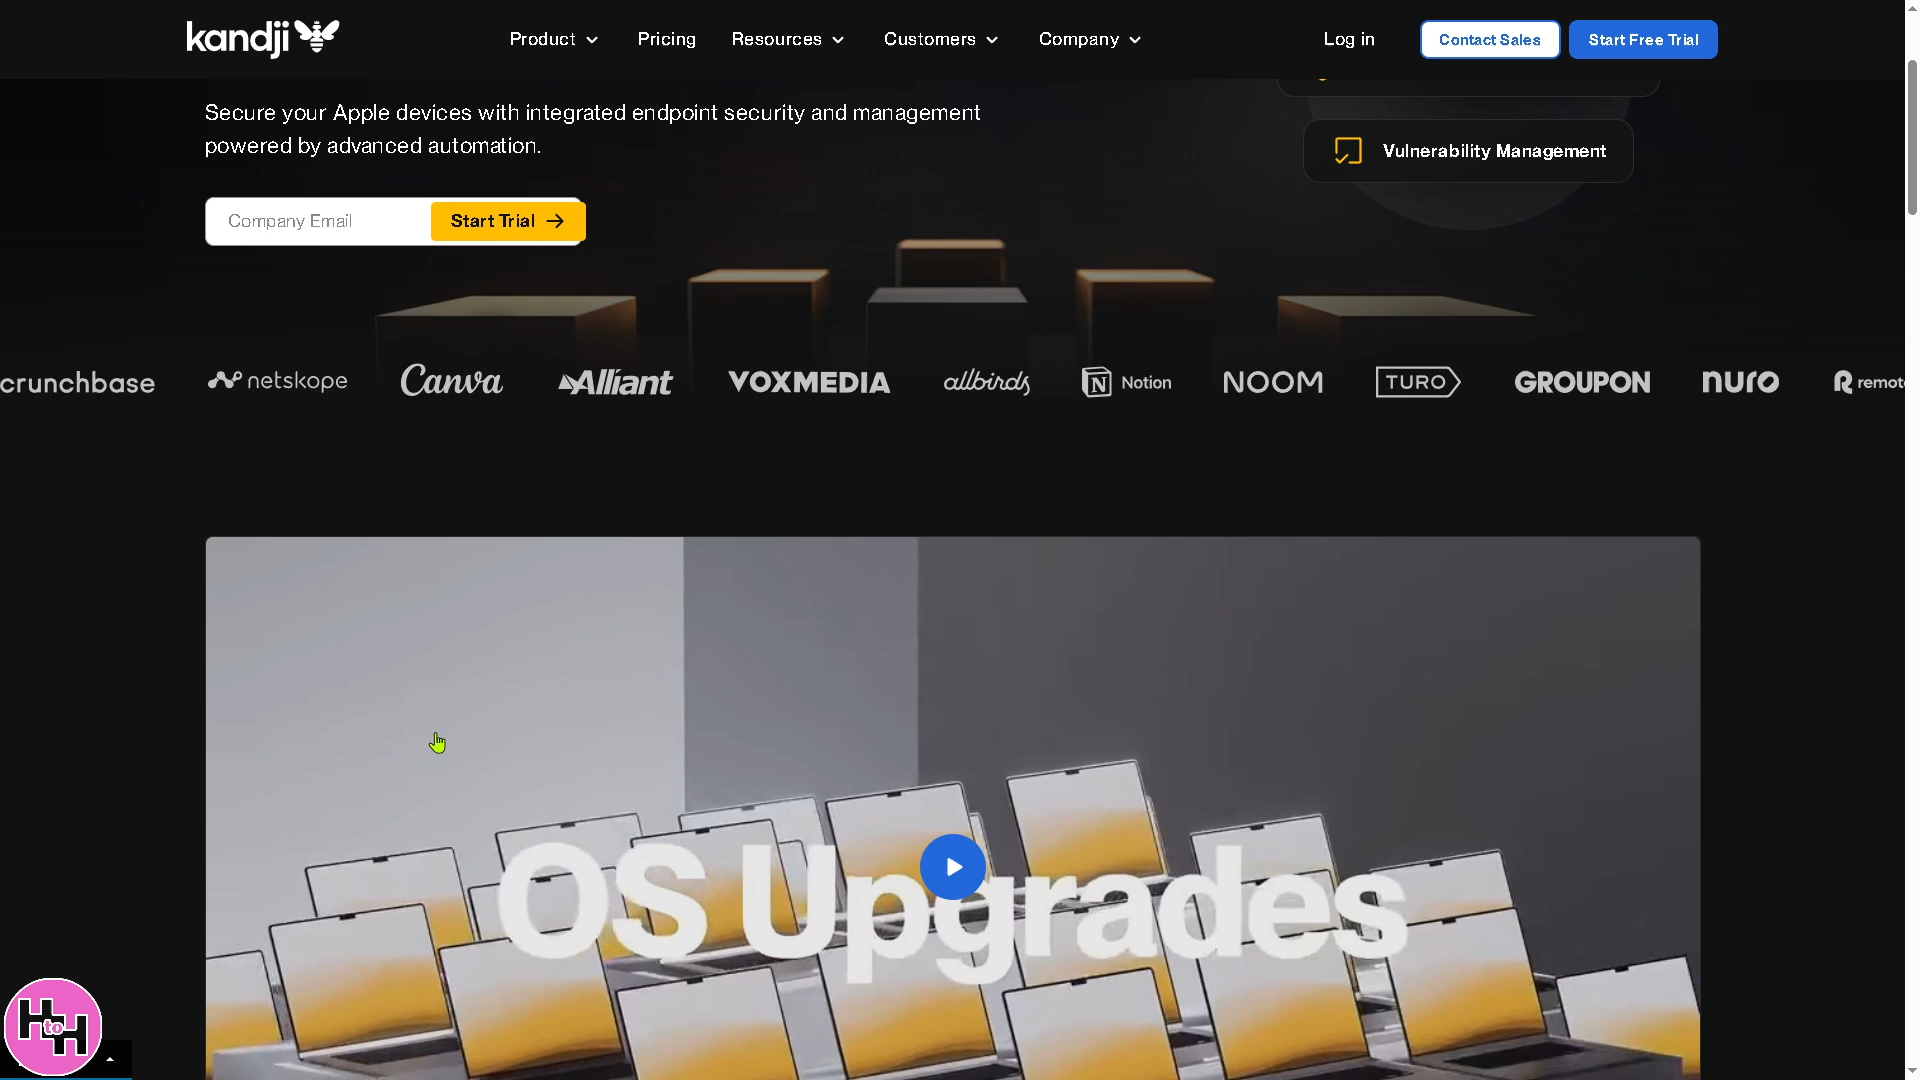 kandji
Product
Pricing
Resources
Customers
Company
Log in
Contact Sales
Start Free Trial
Secure your Apple devices with integrated endpoint security and management
powered by advanced automation.
Vulnerability Management
Company Email
Start Trial
crunchbase
netskope
Canva
Alliant
VOXMEDIA
allbirds
Notion
NOOM
TURO
GROUPON
nuro
remote
OS Upgrades
H to H